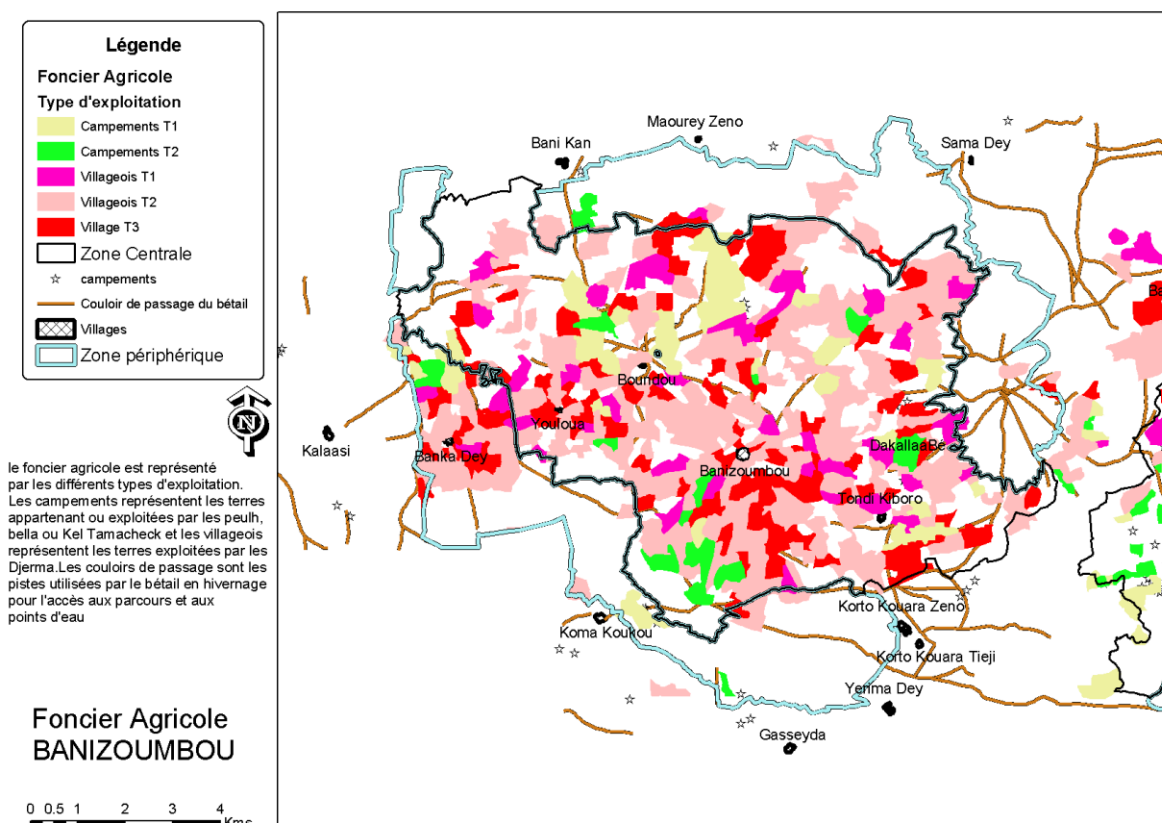 Légende
Foncier Agricole
Type d'exploitation
Campements T1
Campements T2
Villageois T1
Villageois T2
Village T3
Zone Centrale
campements
Couloir de passage du bétail
Villages
Zone périphérique
N
le foncier agricole est représenté
par les différents types d'exploitation.
Les campements représentent les terres
appartenant ou exploitées par les peulh,
bella ou Kel Tamacheck et les villageois
représentent les terres exploitées par les
Djerma.Les couloirs de passage sont les
pistes utilisées par le bétail en hivernage
pour l'accès aux parcours et aux
points d'eau
Foncier Agricole
BANIZOUMBOU
0 0.5 1 2 3 4
Kms
Maourey Zeno
Bani Kan
Sama Dey
Ba
Boundou
Youloua
Kalaasi
Banka Dey
DakallaaBé
Banizoumbou
Tondi Kiboro
Korto Kouara Zeno
Koma Koukou
Korto Kouara Tieji
Yerima Dey
Gasseyda